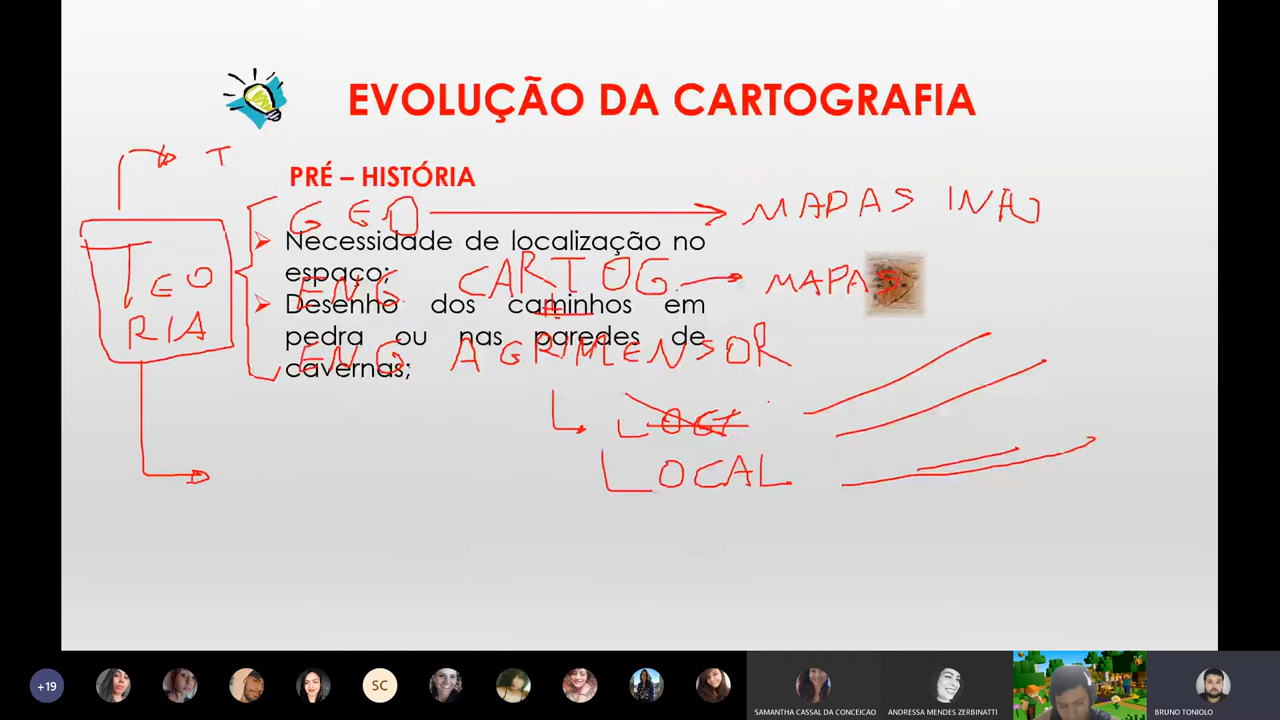 EVOLUÇÃO DA CARTOGRAFIA
T
PRÉ – HISTÓRIA
GEO
MAPAS
Necessidade de localização no
espaço;
TEO
RIA
ENG CARTOG
MAPAS
Desenho dos caminhos em
pedra ou nas paredes de
cavernas;
ENG AGRIMENSOR
LOCAL
+19
SC
SAMANTHA CASSAL DA CONCEICAO
ANDRESSA MENDES ZERBINATTI
BRUNO TONIOLO